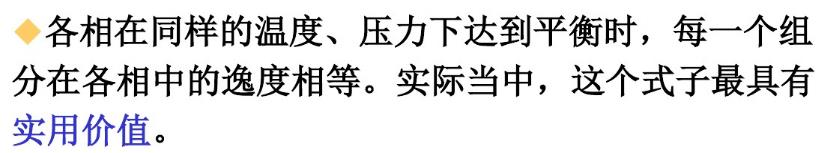 ◆各相在同样的温度、压力下达到平衡时，每一个组
分在各相中的逸度相等。实际当中，这个式子最具有
实用价值。